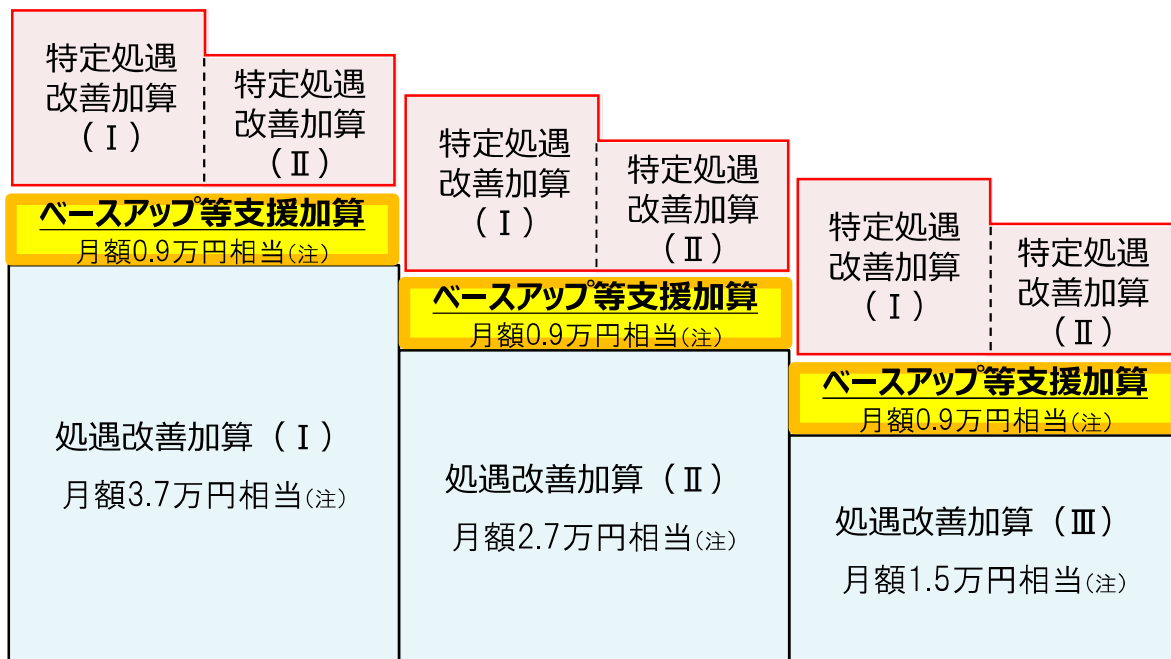 特定処遇
改善加算
（Ⅰ）
特定処遇
改善加算
（Ⅱ）
ベースアップ等支援加算
月額0.9万円相当(注)
処遇改善加算（Ⅰ）
月額3.7万円相当(注)
特定処遇
改善加算
（Ⅰ）
特定処遇
改善加算
（Ⅱ）
ベースアップ等支援加算
月額0.9万円相当(注)
処遇改善加算（Ⅱ）
月額2.7万円相当(注)
特定処遇
改善加算
（Ⅰ）
特定処遇
改善加算
（Ⅱ）
ベースアップ等支援加算
月額0.9万円相当(注)
処遇改善加算（Ⅲ）
月額1.5万円相当(注)